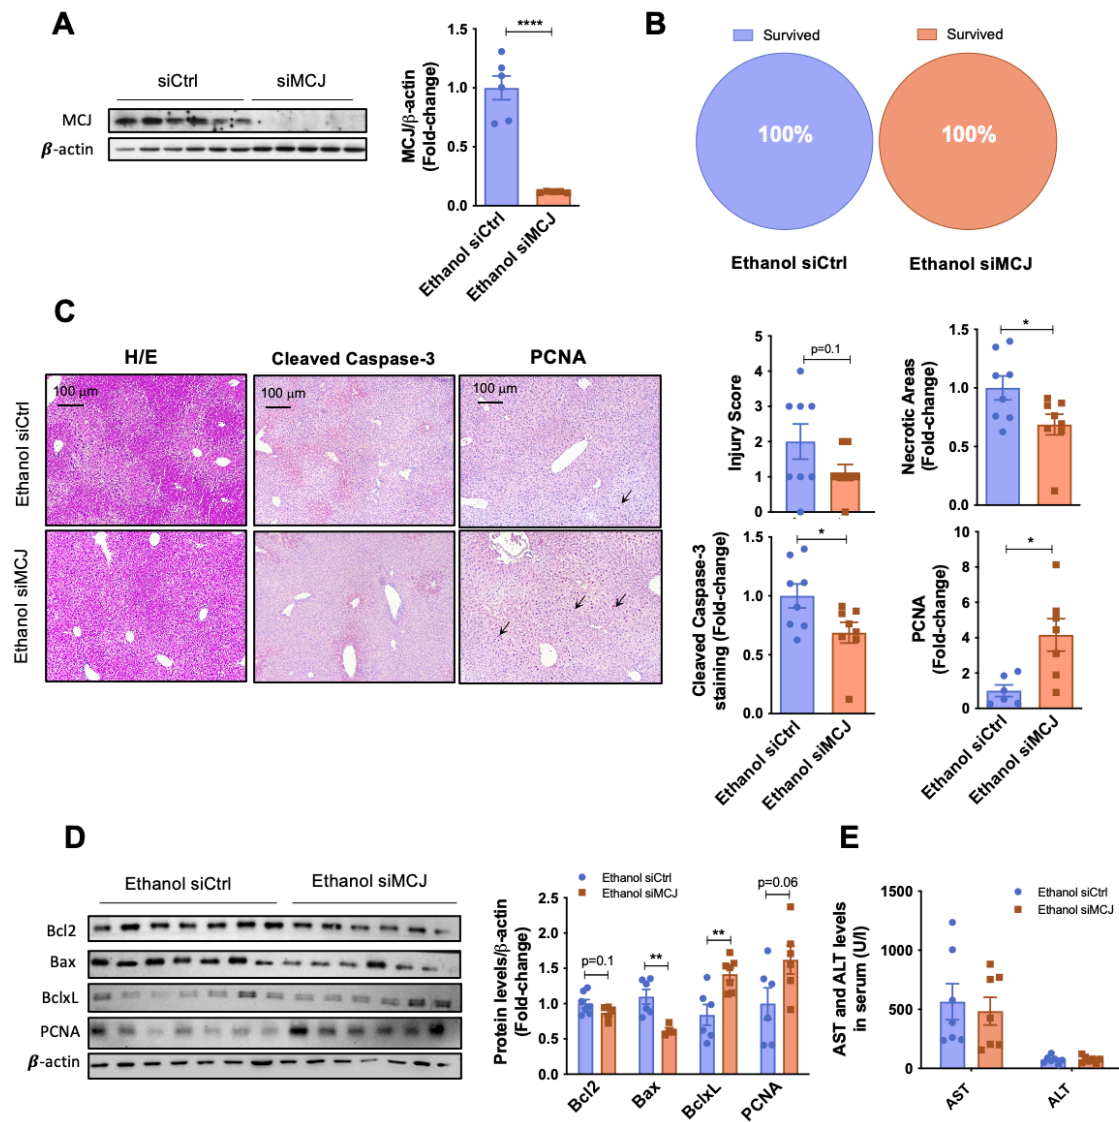 A
siCtrl
siMCJ
MCJ
β-actin
MCJ/β-actin
(Fold-change)
1.5
1.0
0.5
0.0
****
Ethanol siCtrl
Ethanol siMCJ
B
Survived
Survived
100%
100%
Ethanol siCtrl
Ethanol siMCJ
C
H/E
Cleaved Caspase-3
PCNA
Ethanol siCtrl
Ethanol siMCJ
100 μm
100 μm
100 μm
Injury Score
5
4
3
2
1
0
p=0.1
Necrotic Areas
(Fold-change)
1.5
1.0
0.5
0.0
*
Cleaved Caspase-3
staining (Fold-change)
1.5
1.0
0.5
0.0
*
Ethanol siCtrl
Ethanol siMCJ
PCNA
(Fold-change)
10
8
6
4
2
0
*
Ethanol siCtrl
Ethanol siMCJ
D
Ethanol siCtrl
Ethanol siMCJ
Bcl2
Bax
BclxL
PCNA
β-actin
Ethanol siCtrl
Ethanol siMCJ
Protein levels/β-actin
(Fold-change)
2.5
2.0
1.5
1.0
0.5
0.0
p=0.1
**
**
p=0.06
Bcl2
Bax
BclxL
PCNA
E
Ethanol siCtrl
Ethanol siMCJ
AST and ALT levels
in serum (U/l)
1500
1000
500
0
AST
ALT